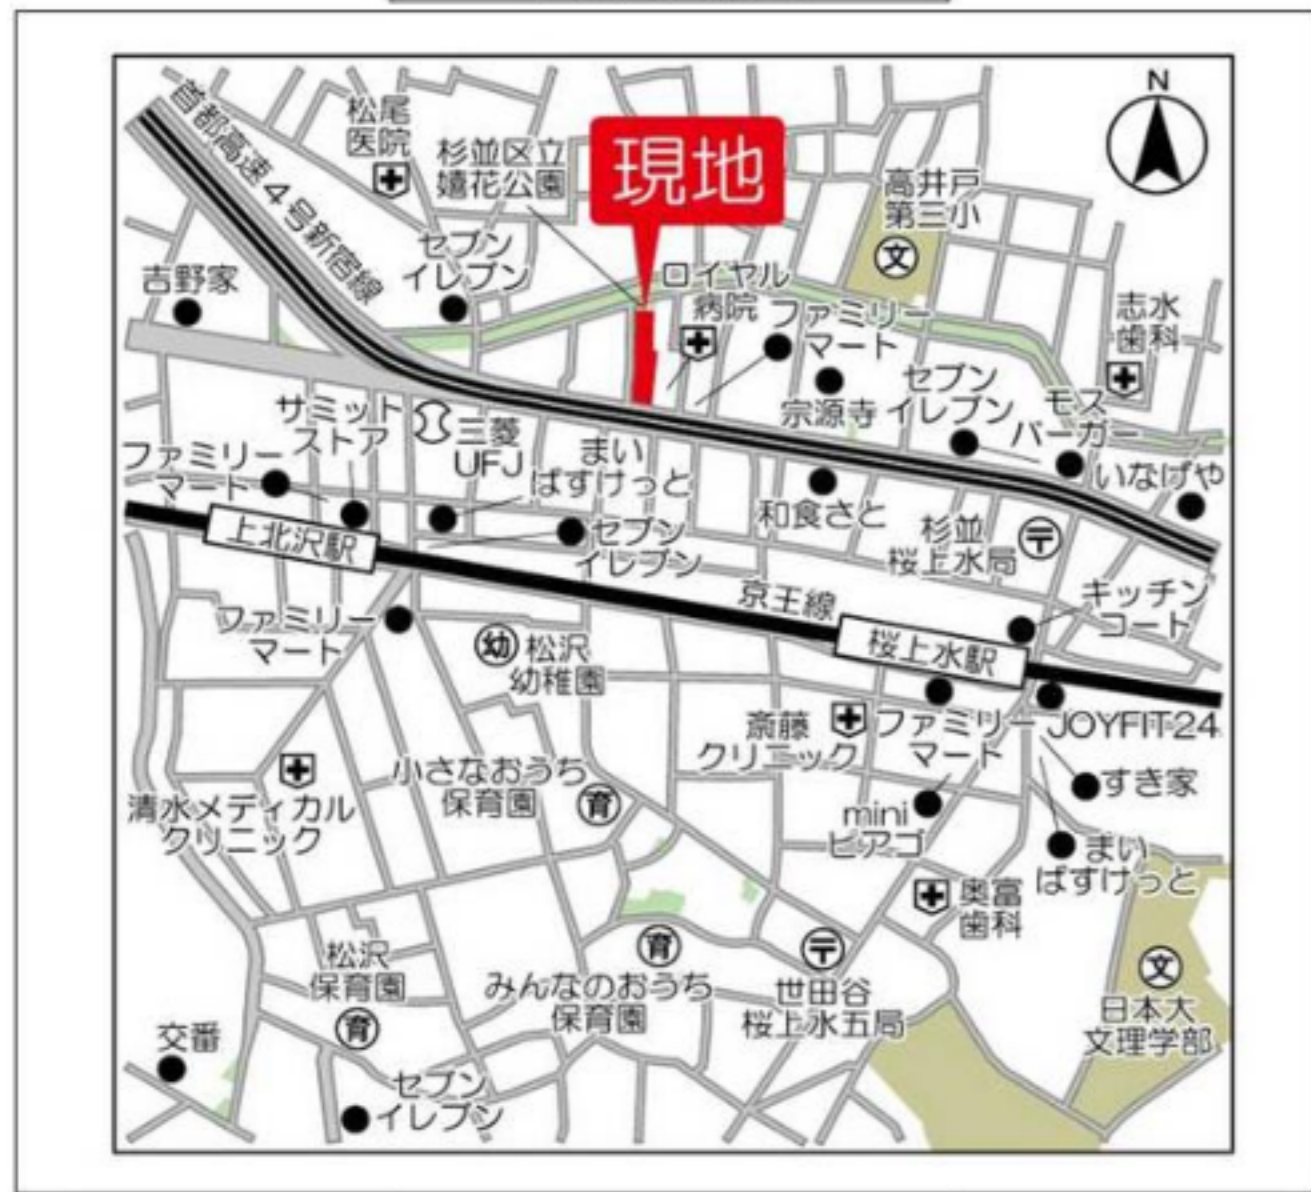 N
首都高速4号新宿線
松尾
医院
杉並区立
嬉花公園
現地
高井戸
第三小
文
セブン
イレブン
吉野家
ロイヤル
病院
ファミリー
マート
志水
歯科
宗源寺
セブン
イレブン
モス
バーガー
いなげや
サミット
ストア
三菱
UFJ
まい
ばすけっと
ファミリー
マート
和食さと
杉並
桜上水局
〒
上北沢駅
セブン
イレブン
京王線
キッチン
コート
桜上水駅
ファミリー
マート
幼
松沢
幼稚園
斎藤
クリニック
ファミリー
マート
JOYFIT24
すき家
小さなおうち
保育園
育
清水メディカル
クリニック
mini
ピアゴ
まい
ばすけっと
奥富
歯科
松沢
保育園
育
みんなのおうち
保育園
育
〒
世田谷
桜上水五局
文
日本大
文理学部
交番
セブン
イレブン